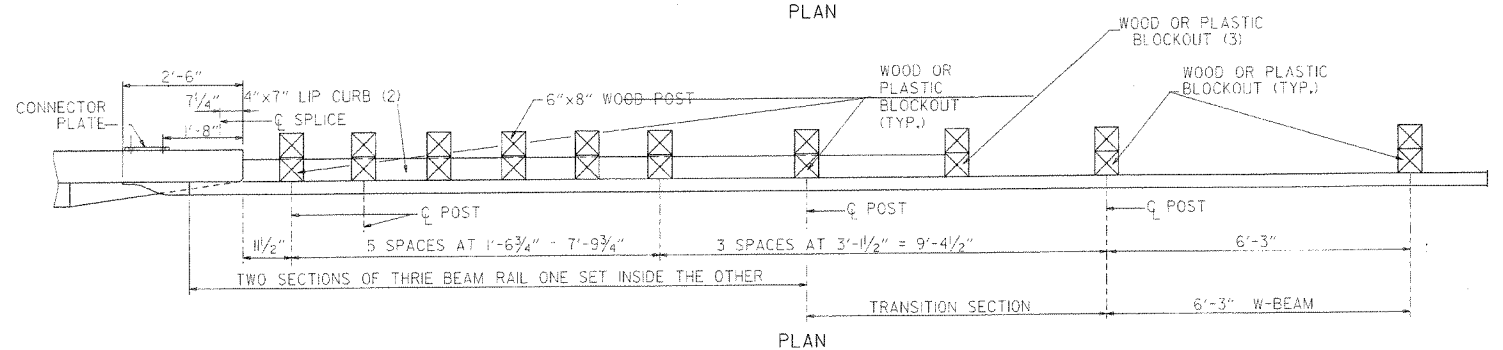 PLAN
WOOD OR PLASTIC
BLOCKOUT (3)
2'-6"
WOOD OR
PLASTIC
BLOCKOUT
(TYP.)
WOOD OR PLASTIC
BLOCKOUT (TYP.)
CONNECTOR
PLATE
7¼"
4"x7" LIP CURB (2)
6"x8" WOOD POST
℄ SPLICE
1'-8"
℄ POST
℄ POST
℄ POST
11½"
5 SPACES AT 1'-6¾" = 7'-9¾"
3 SPACES AT 3'-1½" = 9'-4½"
6'-3"
TWO SECTIONS OF THRIE BEAM RAIL ONE SET INSIDE THE OTHER
TRANSITION SECTION
6'-3" W-BEAM
PLAN